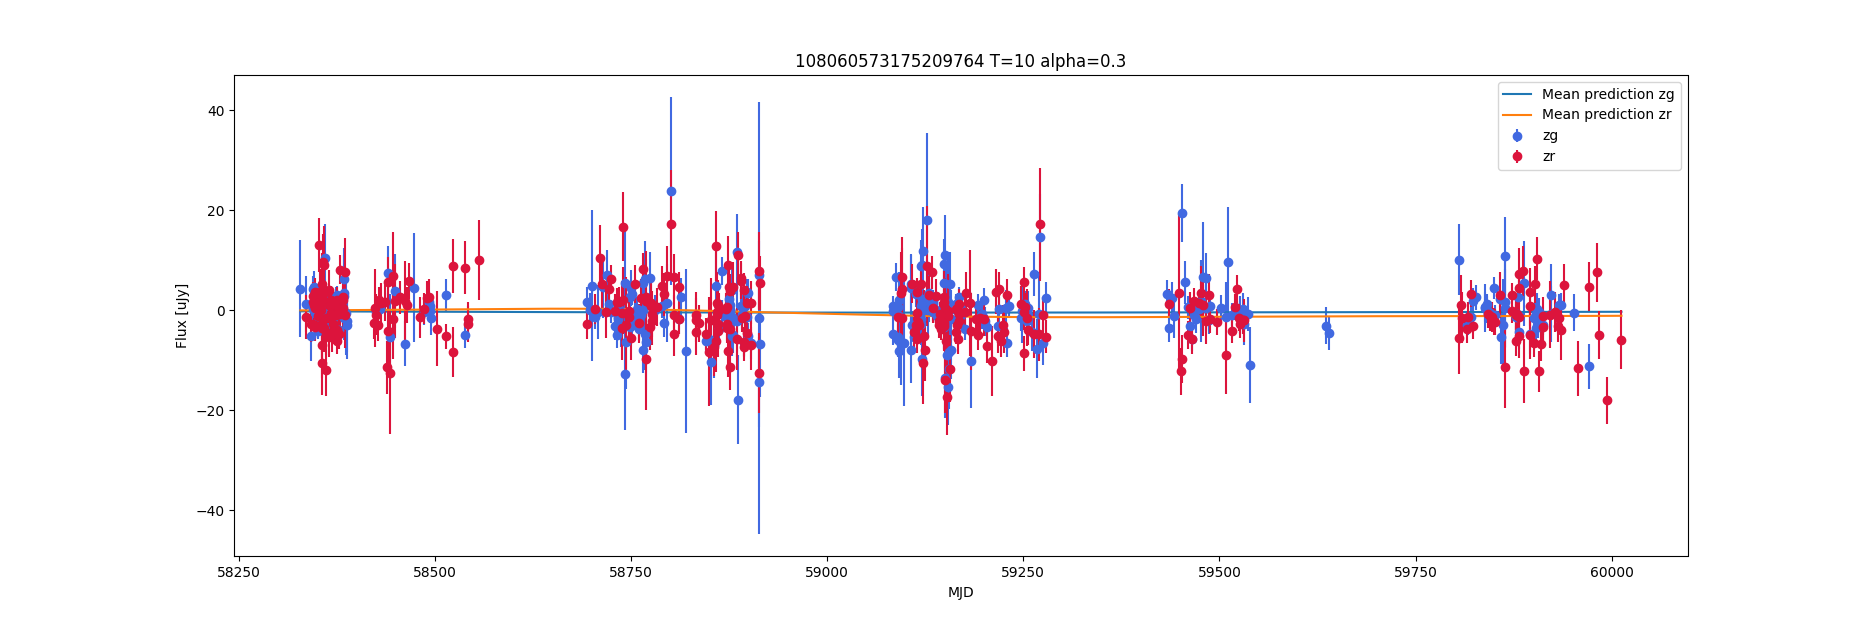 108060573175209764 T=10 alpha=0.3
Mean prediction zg
Mean prediction zr
zg
zr
40
20
0
−20
−40
Flux [uJy]
58250 58500 58750 59000 59250 59500 59750 60000
MJD